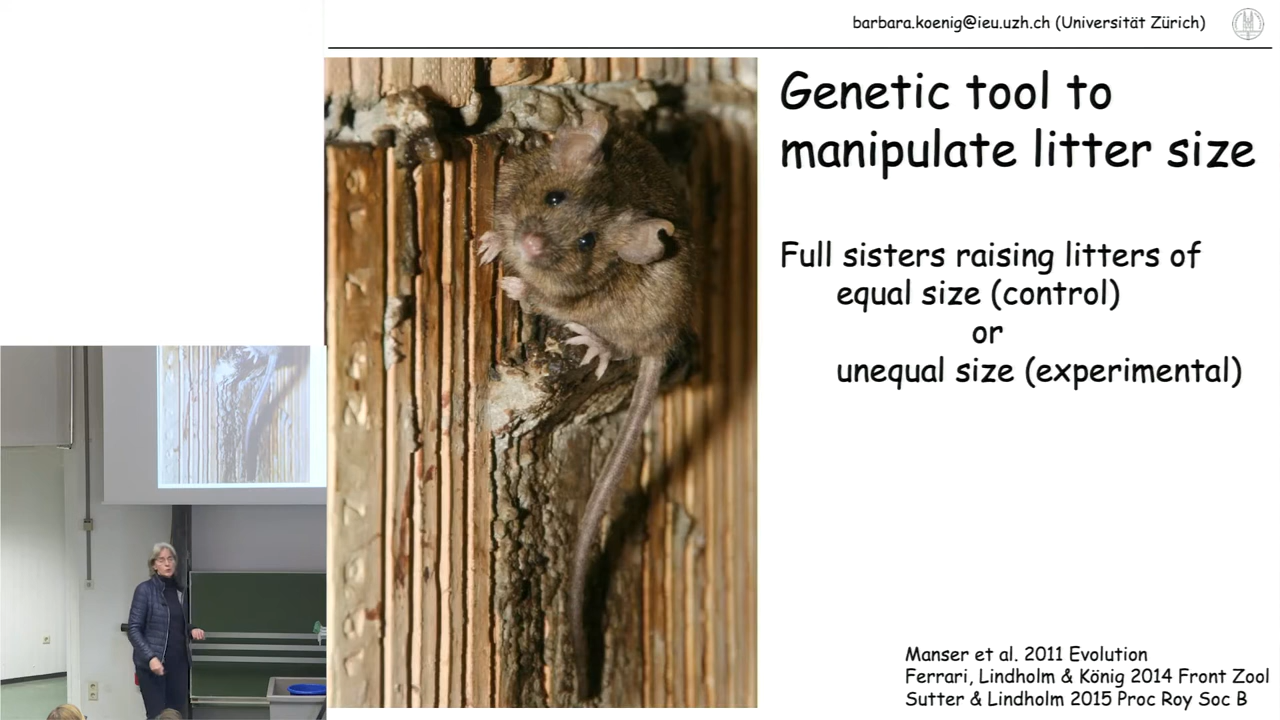 barbara.koenig@ieu.uzh.ch (Universität Zürich)
Genetic tool to
manipulate litter size
Full sisters raising litters of
equal size (control)
or
unequal size (experimental)
Manser et al. 2011 Evolution
Ferrari, Lindholm & König 2014 Front Zool
Sutter & Lindholm 2015 Proc Roy Soc B